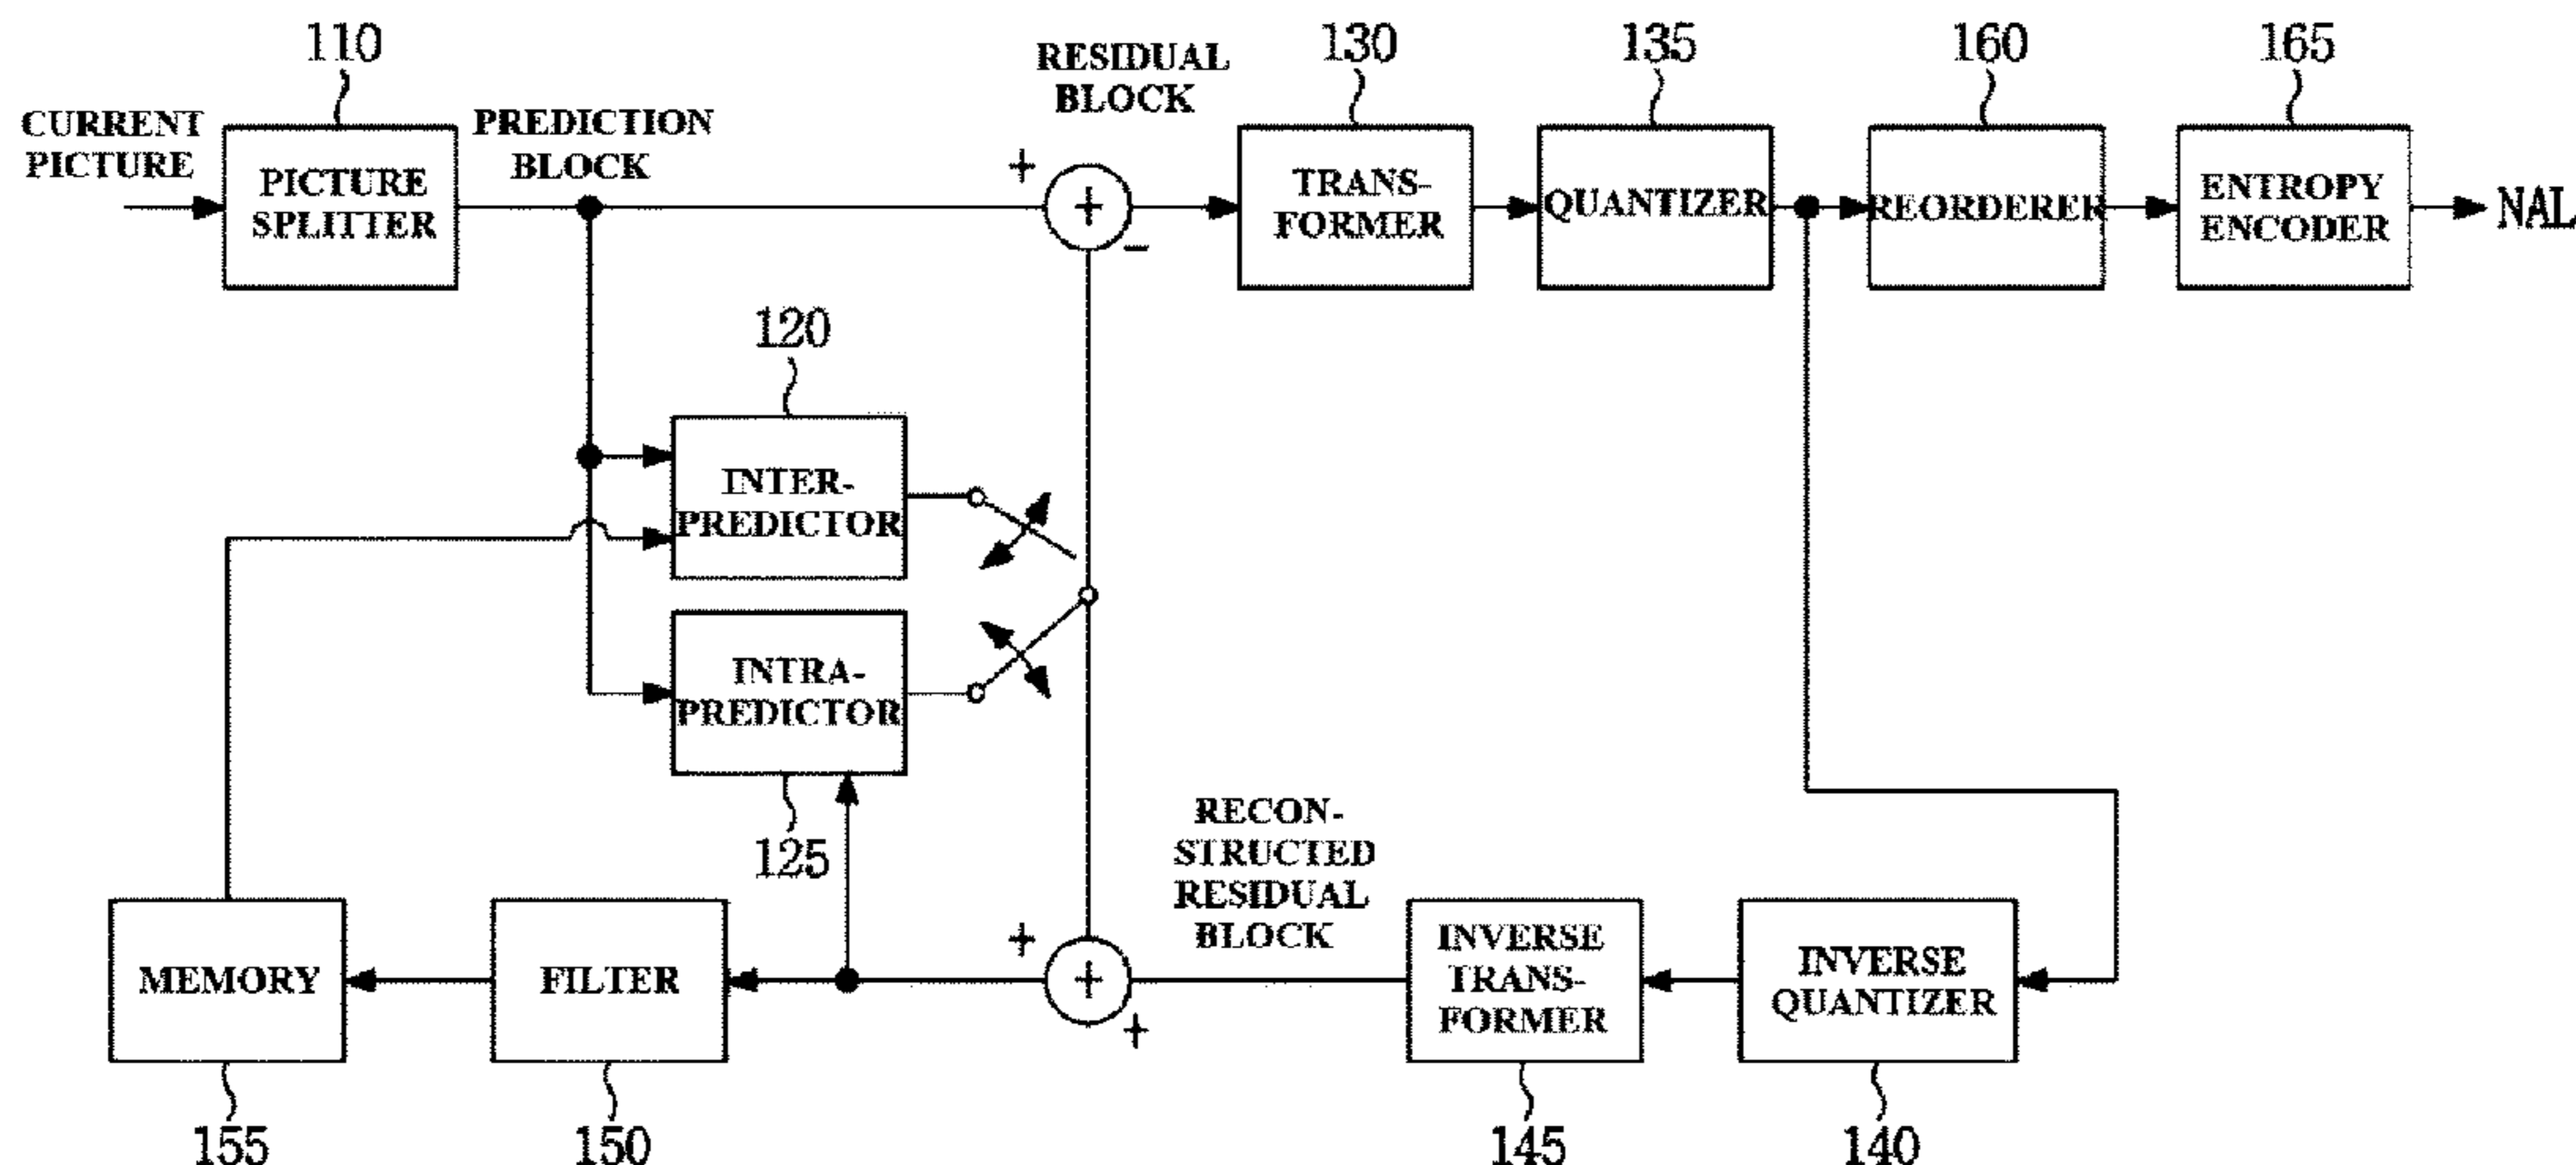 110
RESIDUAL
BLOCK
130
135
160
165
CURRENT
PICTURE
PREDICTION
BLOCK
PICTURE
SPLITTER
+
+
−
TRANS-
FORMER
QUANTIZER
REORDERER
ENTROPY
ENCODER
NAL
120
INTER-
PREDICTOR
INTRA-
PREDICTOR
125
RECON-
STRUCTED
RESIDUAL
BLOCK
MEMORY
FILTER
+
+
+
INVERSE
TRANS-
FORMER
INVERSE
QUANTIZER
155
150
145
140